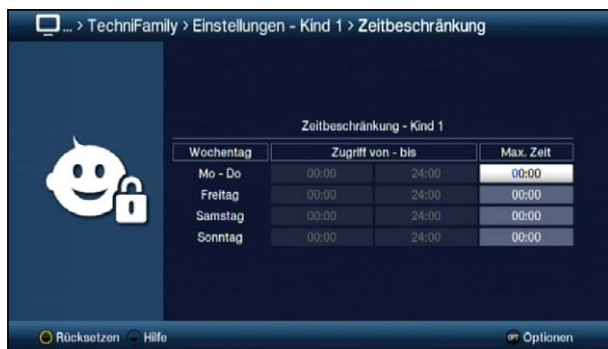 ... > TechniFamily > Einstellungen - Kind 1 > Zeitbeschränkung
Zeitbeschränkung - Kind 1
Wochentag Zugriff von - bis Max. Zeit
Mo - Do 00:00 24:00 00:00
Freitag 00:00 24:00 00:00
Samstag 00:00 24:00 00:00
Sonntag 00:00 24:00 00:00
Rücksetzen Hilfe OPT Optionen